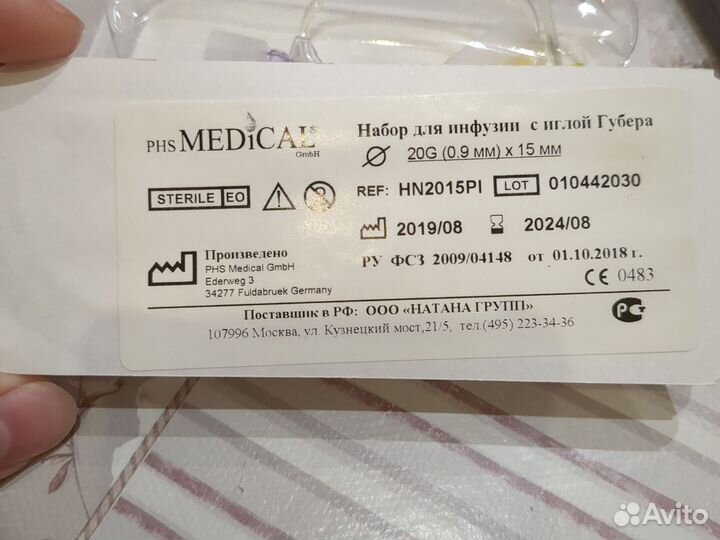 PHS MEDiCAL®
GmbH
Набор для инфузии с иглой Губера
20G (0.9 мм) x 15 мм
STERILE EO
2
REF: HN2015PI LOT 010442030
2019/08 2024/08
Произведено
PHS Medical GmbH
Ederweg 3
34277 Fuldabruek Germany
РУ ФСЗ 2009/04148 от 01.10.2018 г.
CE 0483
Поставщик в РФ: ООО «НАТАНА ГРУПП»
107996 Москва, ул. Кузнецкий мост,21/5, тел.(495) 223-34-36
РСТ
Avito